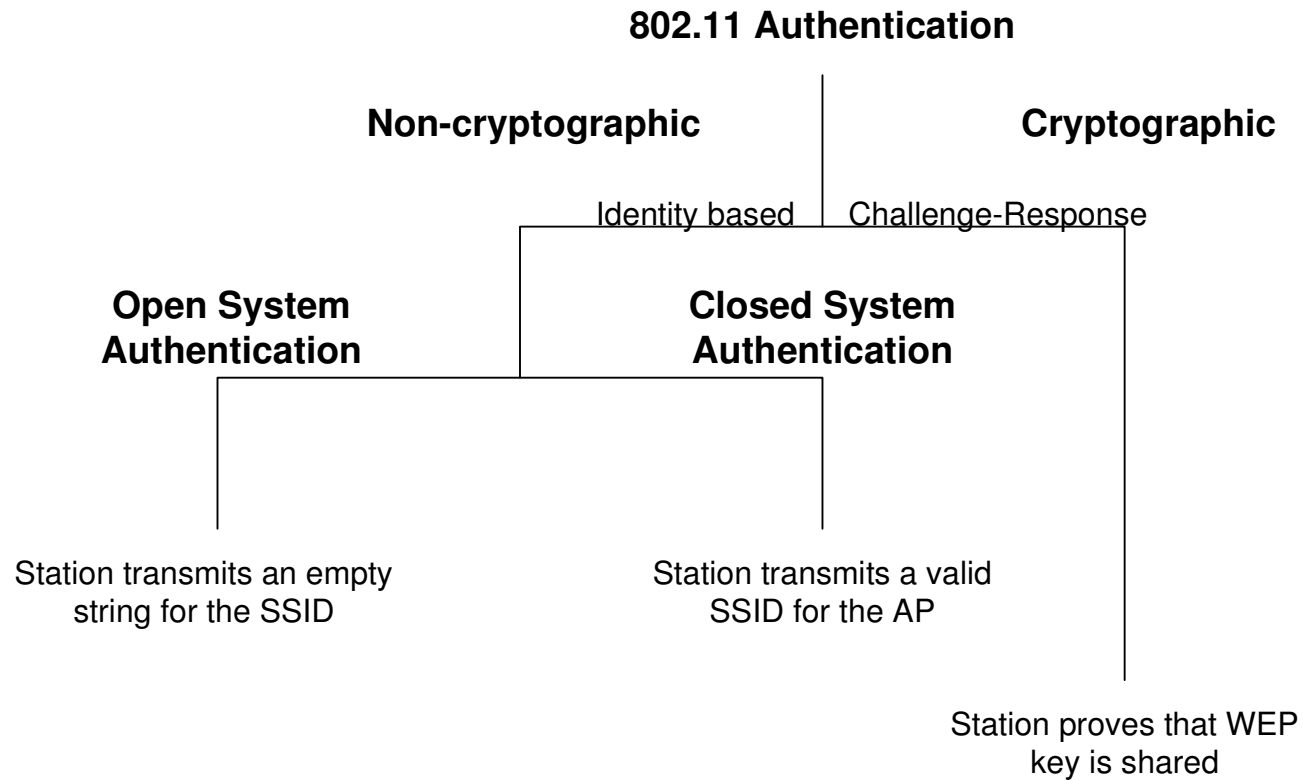 802.11 Authentication
Non-cryptographic
Cryptographic
Identity based
Challenge-Response
Open System
Authentication
Closed System
Authentication
Station transmits an empty
string for the SSID
Station transmits a valid
SSID for the AP
Station proves that WEP
key is shared